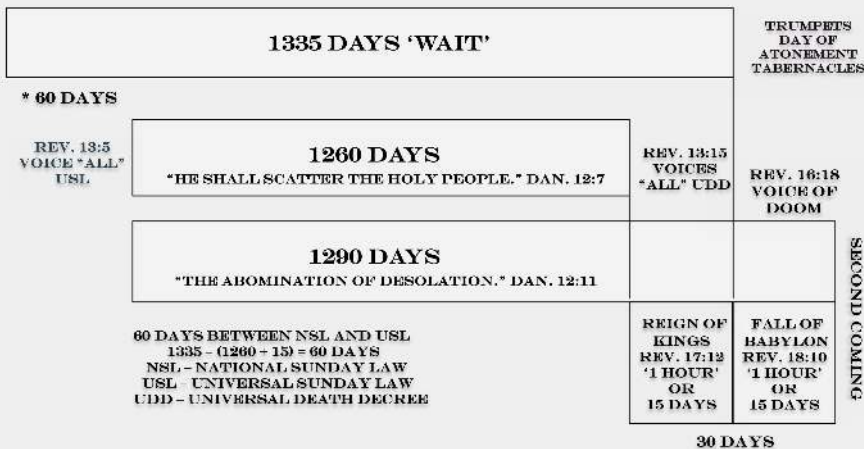 1335 DAYS 'WAIT'
TRUMPETS
DAY OF
ATONEMENT
TABERNACLES
* 60 DAYS
REV. 13:5
VOICE "ALL"
USL
1260 DAYS
"HE SHALL SCATTER THE HOLY PEOPLE." DAN. 12:7
REV. 13:15
VOICES
"ALL" UDD
REV. 16:18
VOICE OF
DOOM
1290 DAYS
"THE ABOMINATION OF DESOLATION." DAN. 12:11
SECOND COMING
60 DAYS BETWEEN NSL AND USL
1335 – (1260 + 15) = 60 DAYS
NSL – NATIONAL SUNDAY LAW
USL – UNIVERSAL SUNDAY LAW
UDD – UNIVERSAL DEATH DECREE
REIGN OF
KINGS
REV. 17:12
'1 HOUR'
OR
15 DAYS
FALL OF
BABYLON
REV. 18:10
'1 HOUR'
OR
15 DAYS
30 DAYS